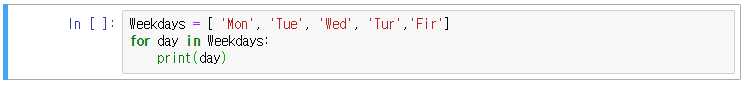 In [ ]: Weekdays = [ 'Mon', 'Tue', 'Wed', 'Tur','Fir']
for day in Weekdays:
    print(day)